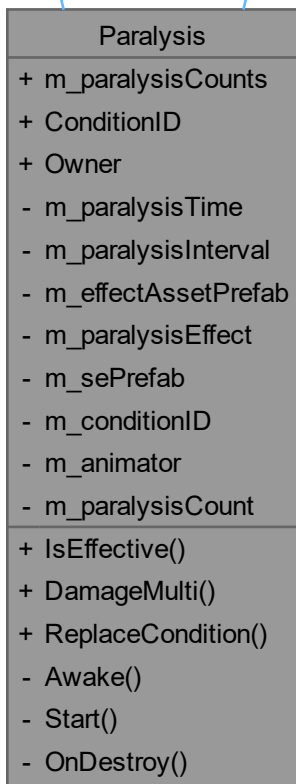 Paralysis
+ m_paralysisCounts
+ ConditionID
+ Owner
- m_paralysisTime
- m_paralysisInterval
- m_effectAssetPrefab
- m_paralysisEffect
- m_sePrefab
- m_conditionID
- m_animator
- m_paralysisCount
+ IsEffective()
+ DamageMulti()
+ ReplaceCondition()
- Awake()
- Start()
- OnDestroy()